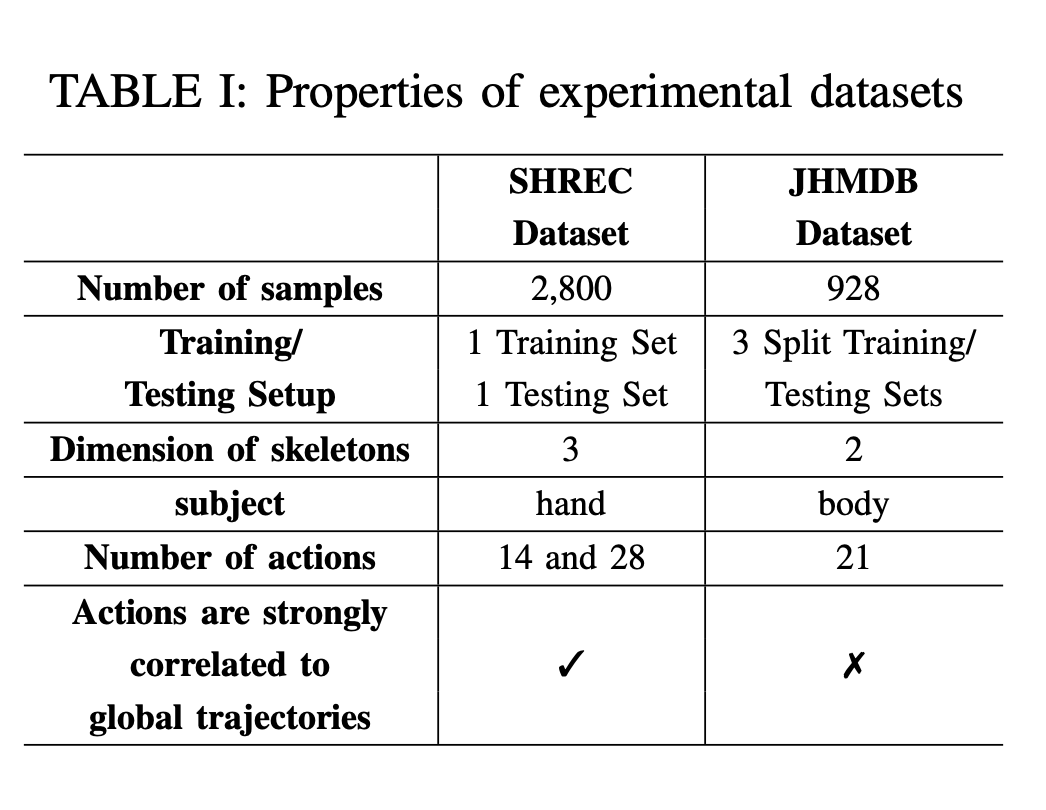 TABLE I: Properties of experimental datasets
SHREC JHMDB
Dataset Dataset
Number of samples 2,800 928
Training/ 1 Training Set 3 Split Training/
Testing Setup 1 Testing Set Testing Sets
Dimension of skeletons 3 2
subject hand body
Number of actions 14 and 28 21
Actions are strongly
correlated to ✓ ✗
global trajectories